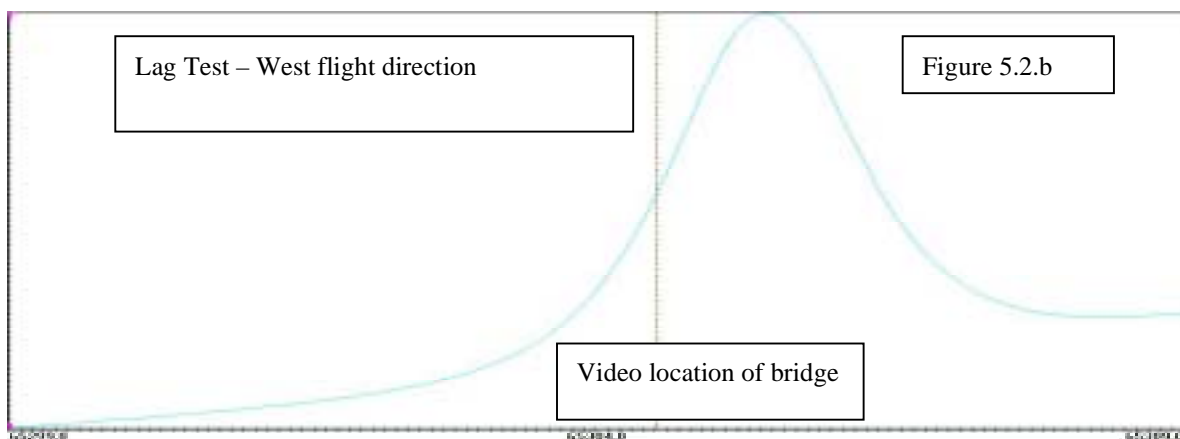 Lag Test – West flight direction
Figure 5.2.b
Video location of bridge